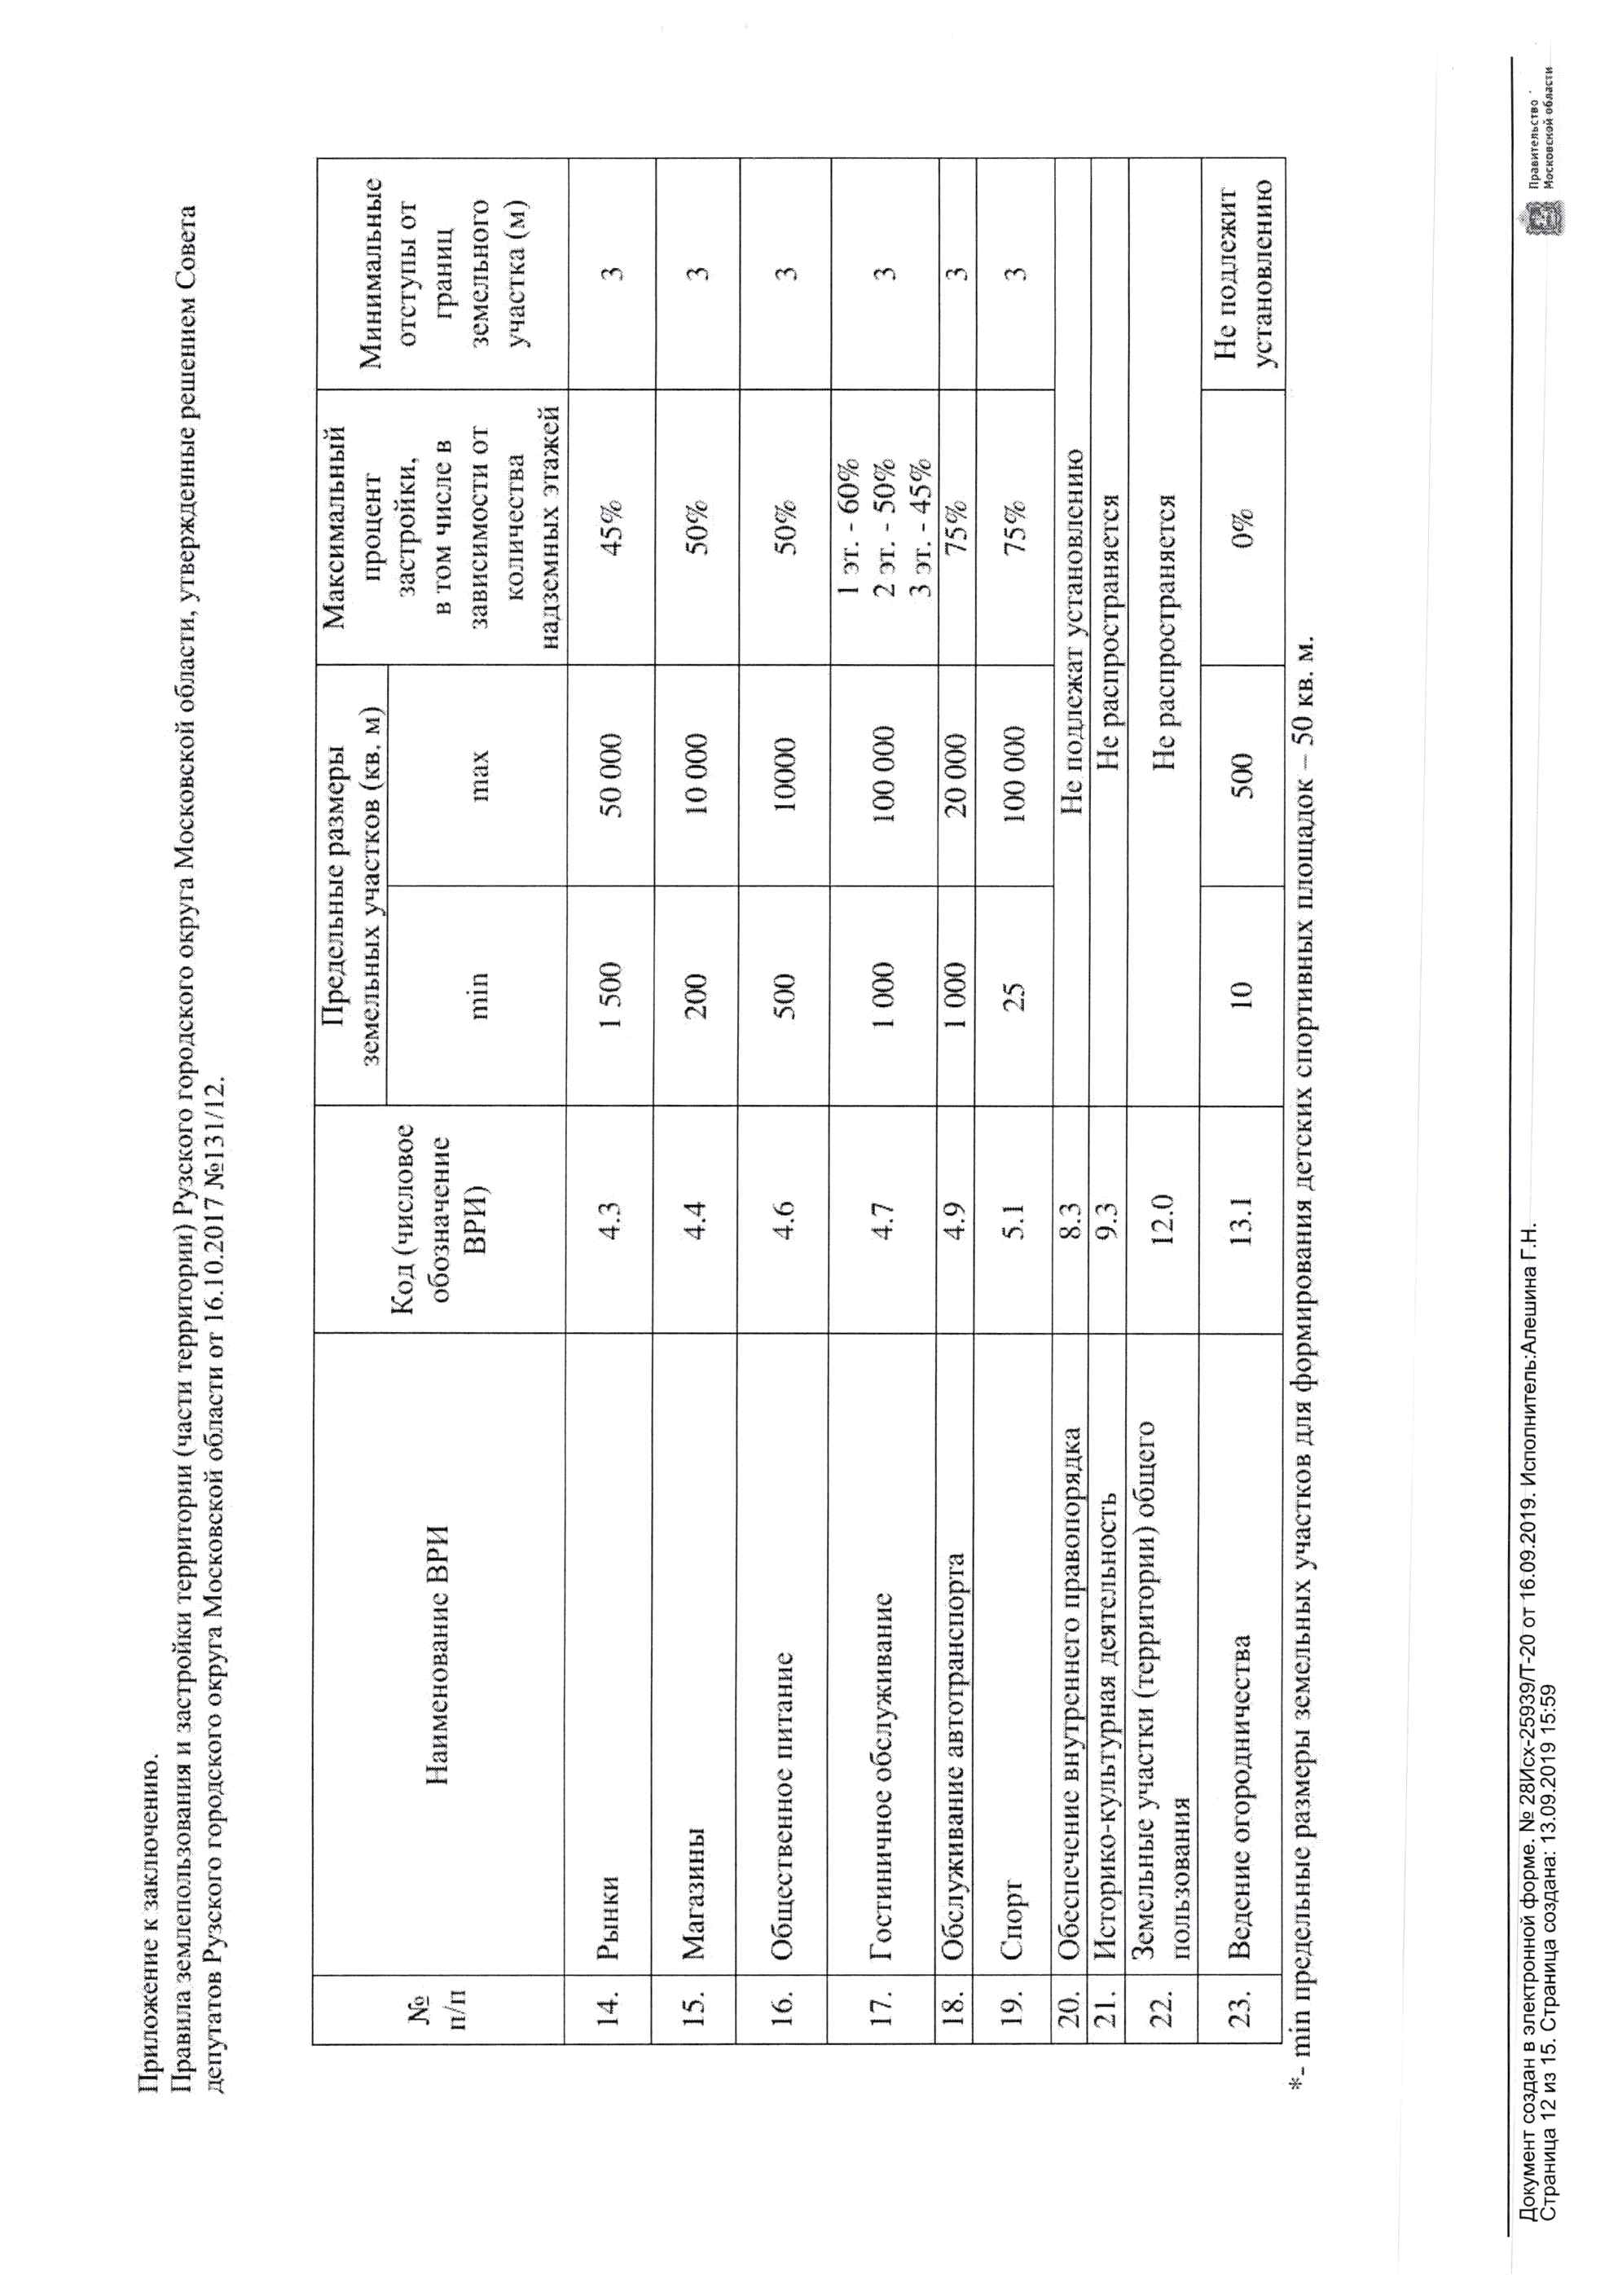 Приложение к заключению.
Правила землепользования и застройки территории (части территории) Рузского городского округа Московской области, утвержденные решением Совета
депутатов Рузского городского округа Московской области от 16.10.2017 №131/12.
№
п/п
Наименование ВРИ
Код (числовое
обозначение
ВРИ)
Предельные размеры
земельных участков (кв. м)
min
max
Максимальный
процент
застройки,
в том числе в
зависимости от
количества
надземных этажей
Минимальные
отступы от
границ
земельного
участка (м)
14. Рынки 4.3 1 500 50 000 45% 3
15. Магазины 4.4 200 10 000 50% 3
16. Общественное питание 4.6 500 10000 50% 3
17. Гостиничное обслуживание 4.7 1 000 100 000
1 эт. - 60%
2 эт. - 50%
3 эт. - 45%
3
18. Обслуживание автотранспорта 4.9 1 000 20 000 75% 3
19. Спорт 5.1 25 100 000 75% 3
20. Обеспечение внутреннего правопорядка 8.3 Не подлежат установлению
21. Историко-культурная деятельность 9.3 Не распространяется
22. Земельные участки (территории) общего
пользования
12.0 Не распространяется
23. Ведение огородничества 13.1 10 500 0% Не подлежит
установлению
*- min предельные размеры земельных участков для формирования детских спортивных площадок – 50 кв. м.
Документ создан в электронной форме. № 28Исх-25939/Т-20 от 16.09.2019. Исполнитель:Алешина Г.Н.
Страница 12 из 15. Страница создана: 13.09.2019 15:59
Правительство
Московской области